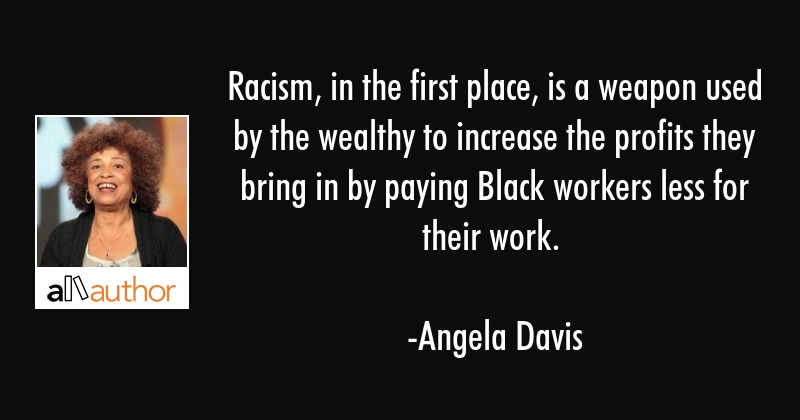 Racism, in the first place, is a weapon used
by the wealthy to increase the profits they
bring in by paying Black workers less for
their work.
-Angela Davis
allauthor